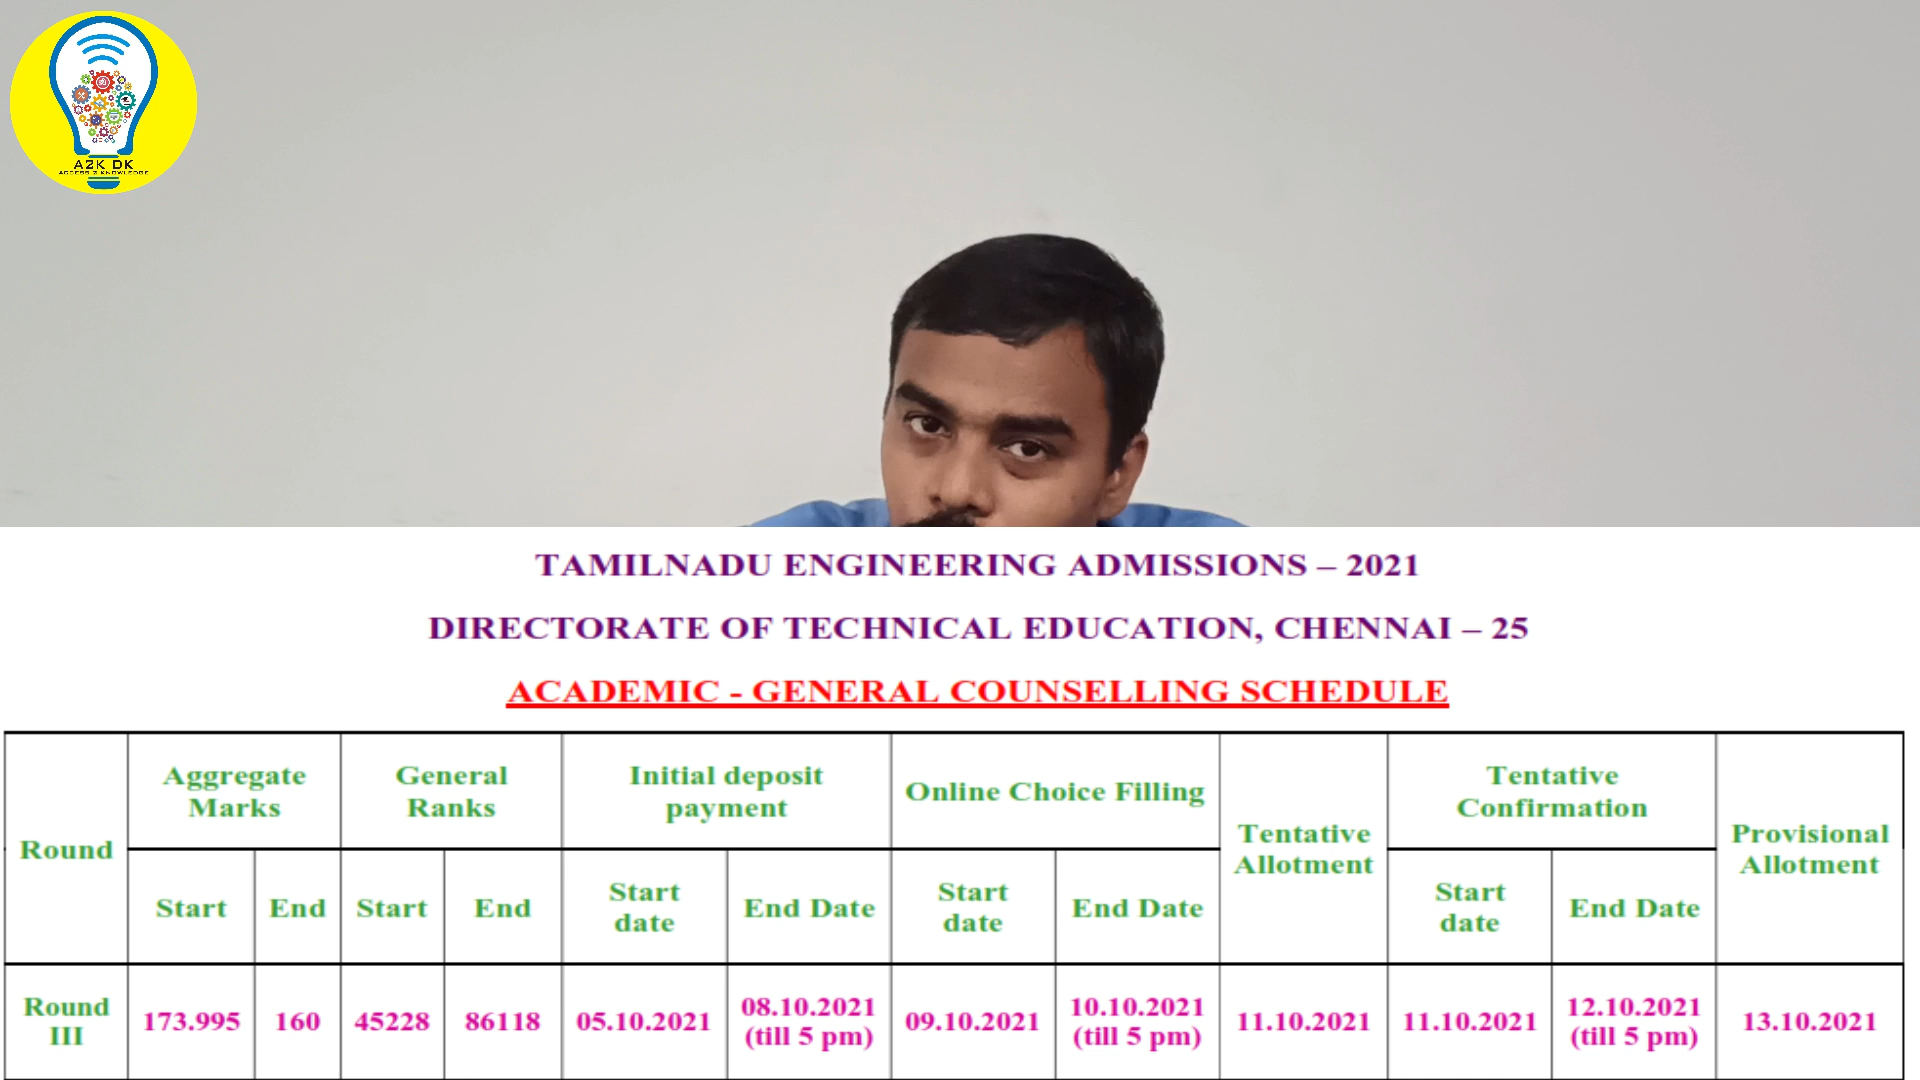 A2K DK
ACCESS 2 KNOWLEDGE
TAMILNADU ENGINEERING ADMISSIONS – 2021
DIRECTORATE OF TECHNICAL EDUCATION, CHENNAI – 25
ACADEMIC - GENERAL COUNSELLING SCHEDULE
Round
Aggregate
Marks
General
Ranks
Initial deposit
payment
Online Choice Filling
Tentative
Allotment
Tentative
Confirmation
Provisional
Allotment
Start
End
Start
End
Start
date
End Date
Start
date
End Date
Start
date
End Date
Round
III
173.995
160
45228
86118
05.10.2021
08.10.2021
(till 5 pm)
09.10.2021
10.10.2021
(till 5 pm)
11.10.2021
11.10.2021
12.10.2021
(till 5 pm)
13.10.2021